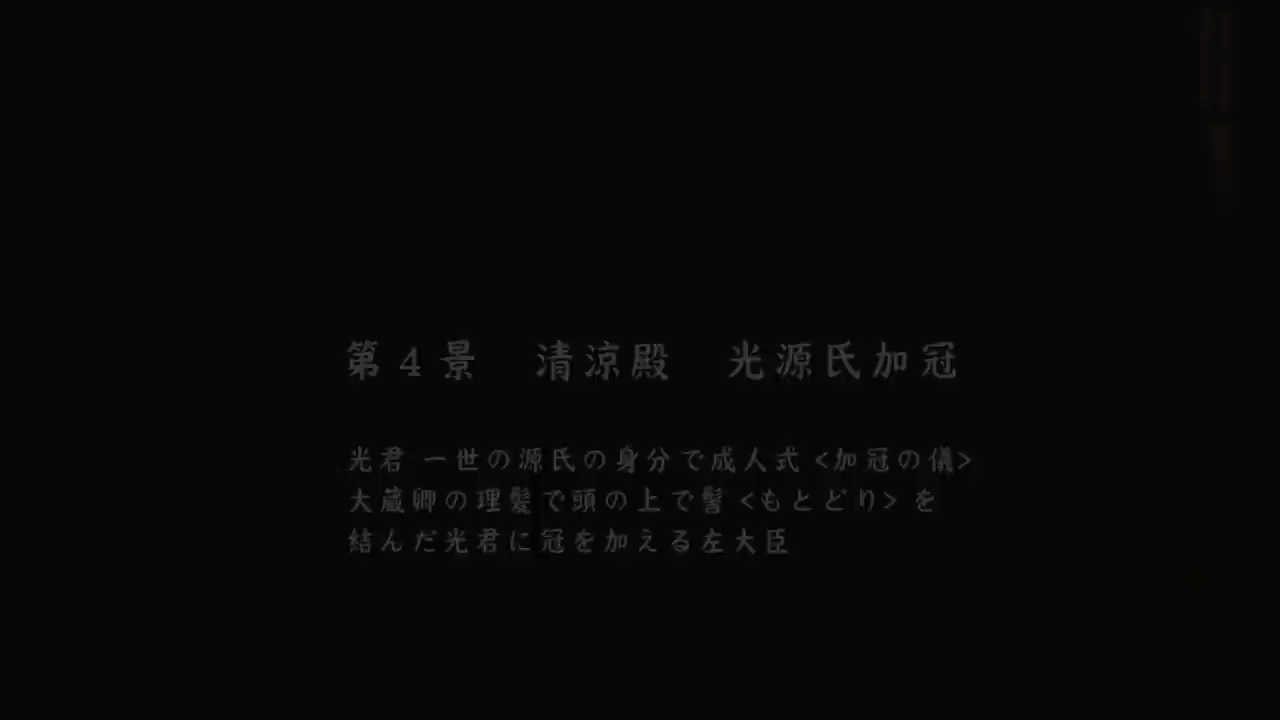 第4景　清涼殿　光源氏加冠
光君 一世の源氏の身分で成人式 <加冠の儀>
大蔵卿の理髪で頭の上で髻 <もとどり> を
結んだ光君に冠を加える左大臣